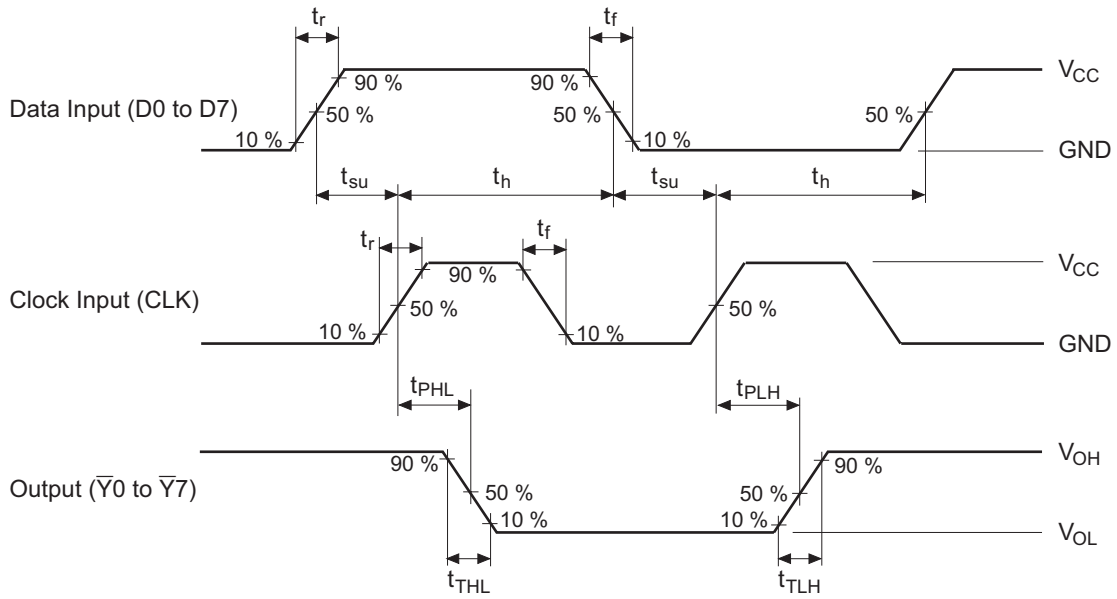 tr tf
VCC
90 % 90 %
Data Input (D0 to D7) 50 % 50 % 50 %
10 % 10 %
GND
tsu th tsu th
tr tf
VCC
90 %
Clock Input (CLK) 50 % 50 %
10 % 10 %
GND
tPHL tPLH
VOH
90 % 90 %
Output (Y̅0 to Y̅7) 50 % 50 %
10 % 10 %
VOL
tTHL tTLH